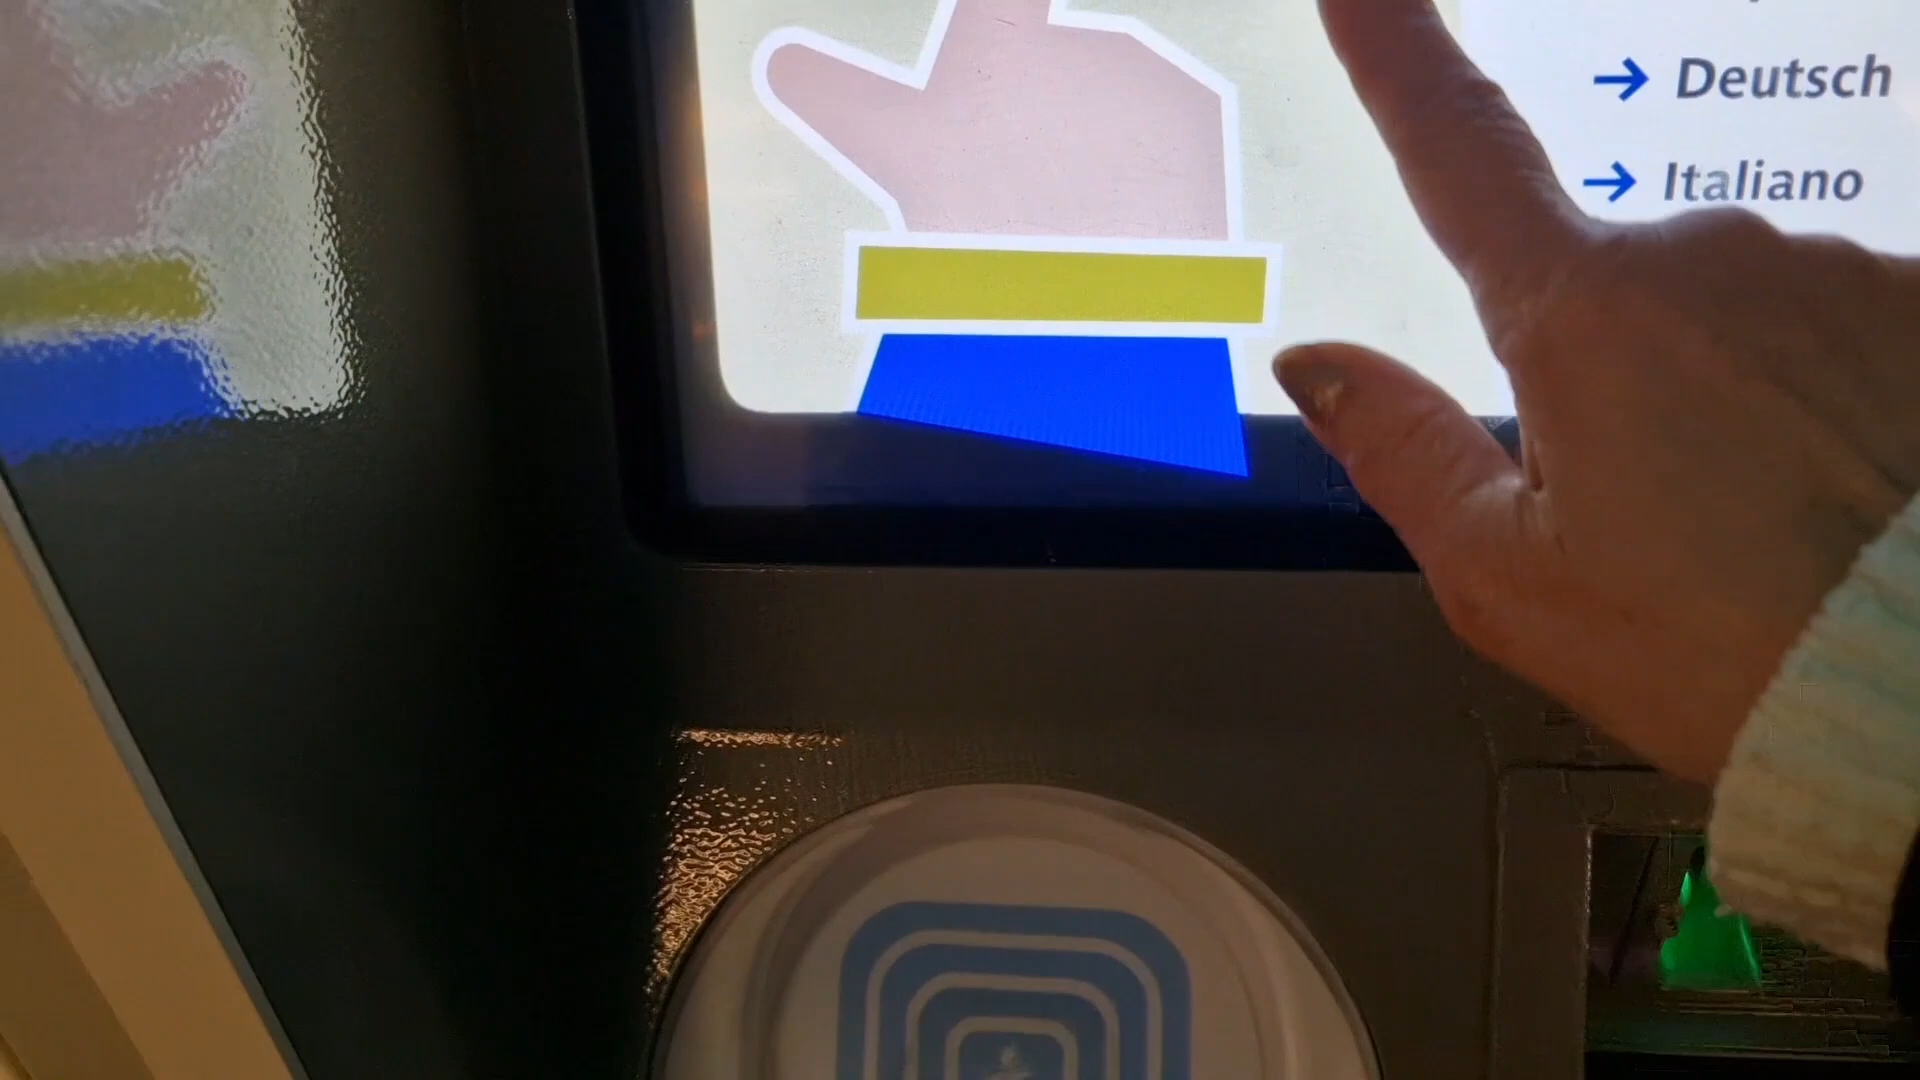 → Deutsch
→ Italiano